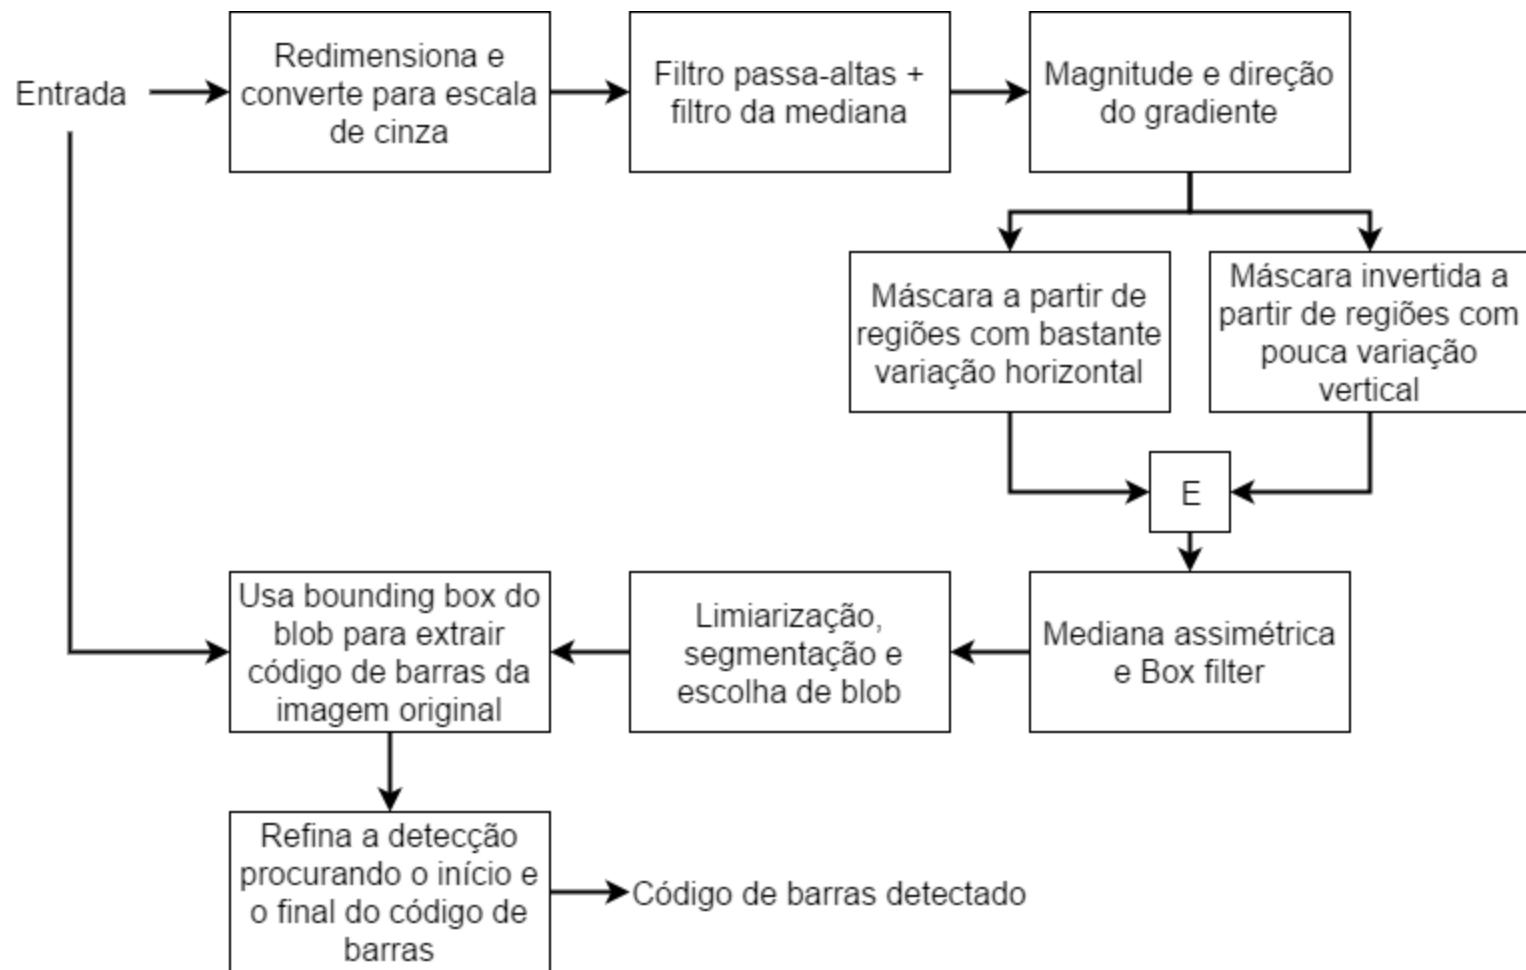 Entrada
Redimensiona e
converte para escala
de cinza
Filtro passa-altas +
filtro da mediana
Magnitude e direção
do gradiente
Máscara a partir de
regiões com bastante
variação horizontal
Máscara invertida a
partir de regiões com
pouca variação
vertical
E
Mediana assimétrica
e Box filter
Limiarização,
segmentação e
escolha de blob
Usa bounding box do
blob para extrair
código de barras da
imagem original
Refina a detecção
procurando o início e
o final do código de
barras
Código de barras detectado